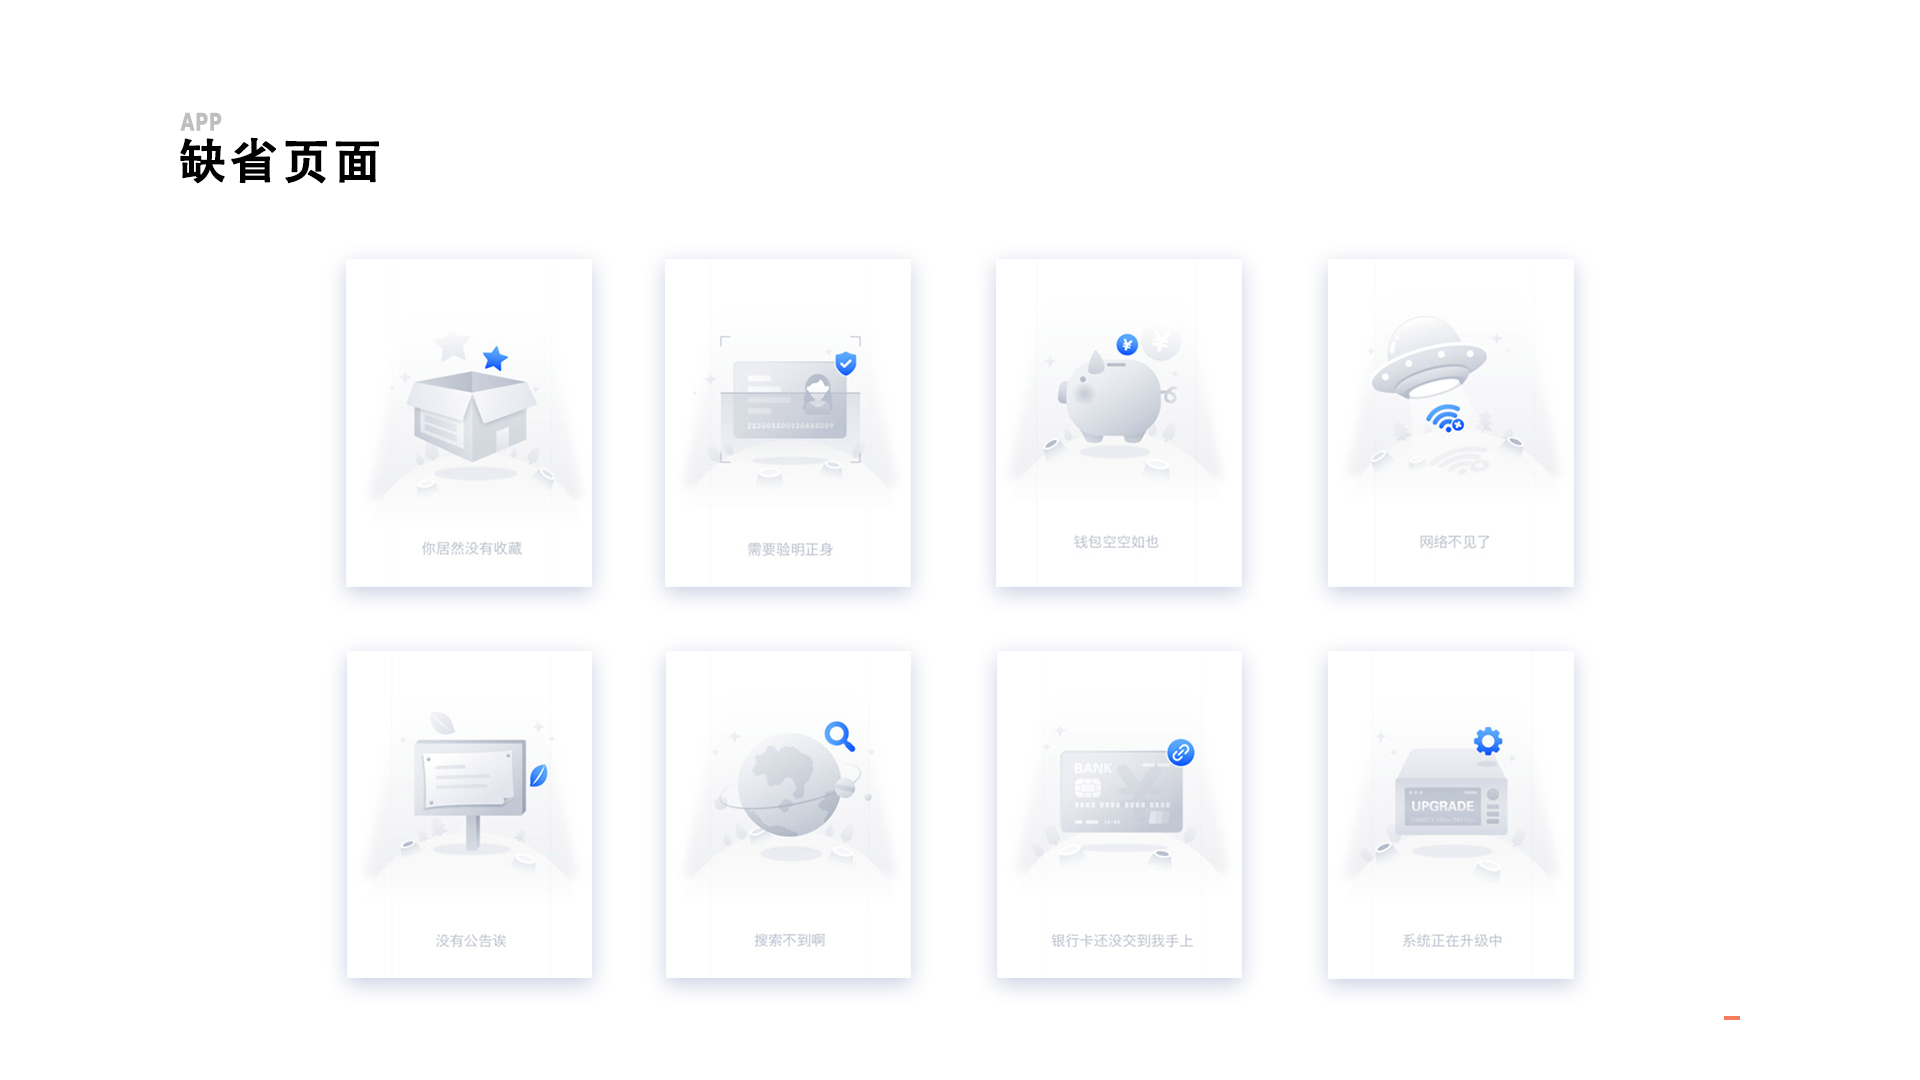 APP
缺省页面
你居然没有收藏
需要验明正身
钱包空空如也
网络不见了
没有公告诶
搜索不到啊
BANK
银行卡还没交到我手上
UPGRADE
系统正在升级中